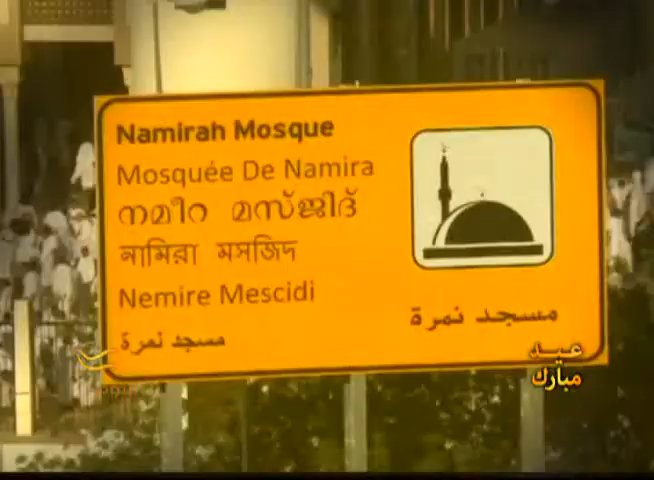 Namirah Mosque
Mosquée De Namira
നമീറ മസ്ജിദ്
নামিরা মসজিদ
Nemire Mescidi
مسجد نمرة
مسجد نمرة
عيد
مبارك